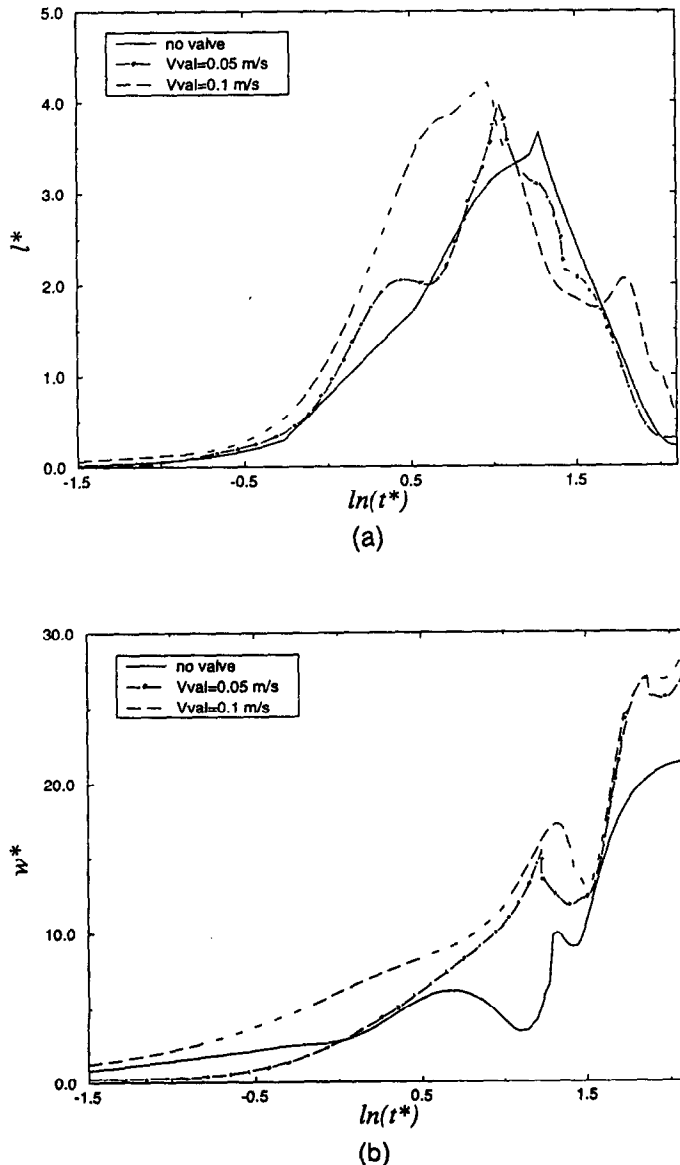 5.0
no valve
Vval=0.05 m/s
Vval=0.1 m/s
4.0
3.0
l*
2.0
1.0
0.0
-1.5
-0.5
0.5
1.5
ln(t*)
(a)
30.0
no valve
Vval=0.05 m/s
Vval=0.1 m/s
20.0
w*
10.0
0.0
-1.5
-0.5
0.5
1.5
ln(t*)
(b)